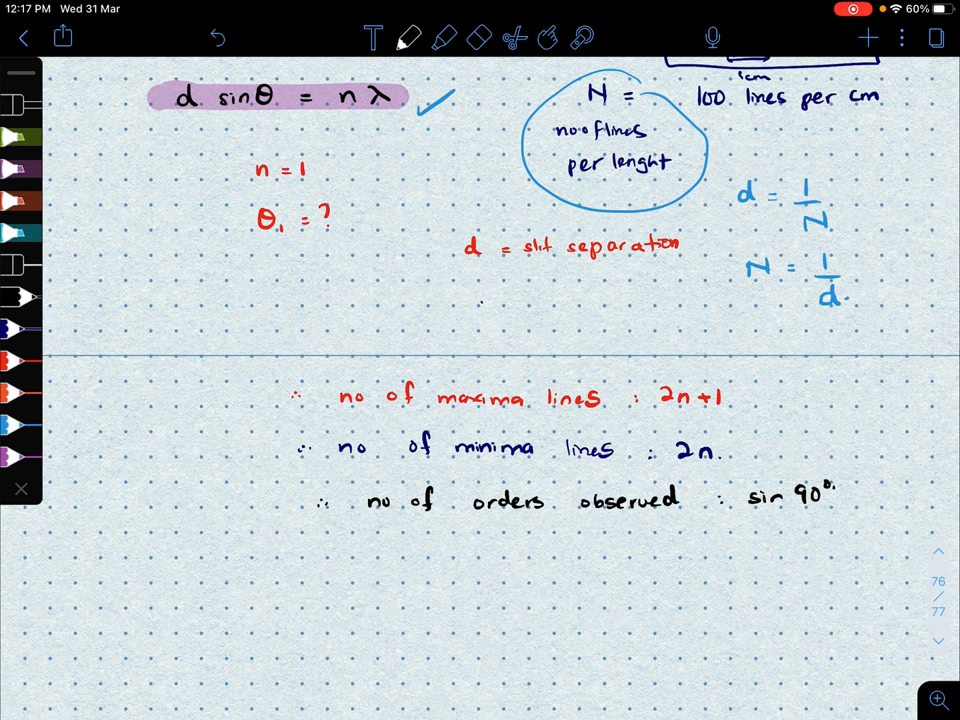 12:17 PM Wed 31 Mar
60%
1cm
d sinθ = n λ
N = 100 lines per cm
no of lines
per lenght
n = 1
θ₁ = ?
d = 1/N
d = slit separation
N = 1/d.
∴ no of maxima lines : 2n+1
∴ no of minima lines : 2n.
∴ no of orders observed : sin 90°.
76
/
77